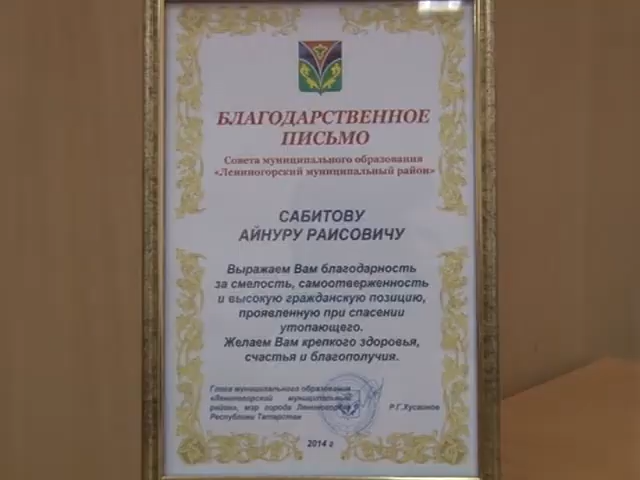 БЛАГОДАРСТВЕННОЕ
ПИСЬМО
Совета муниципального образования
«Лениногорский муниципальный район»
САБИТОВУ
АЙНУРУ РАИСОВИЧУ
Выражаем Вам благодарность
за смелость, самоотверженность
и высокую гражданскую позицию,
проявленную при спасении
утопающего.
Желаем Вам крепкого здоровья,
счастья и благополучия.
Глава муниципального образования
«Лениногорский муниципальный
район», мэр города Лениногорск
Республики Татарстан
Р.Г.Хусаинов
2014 г